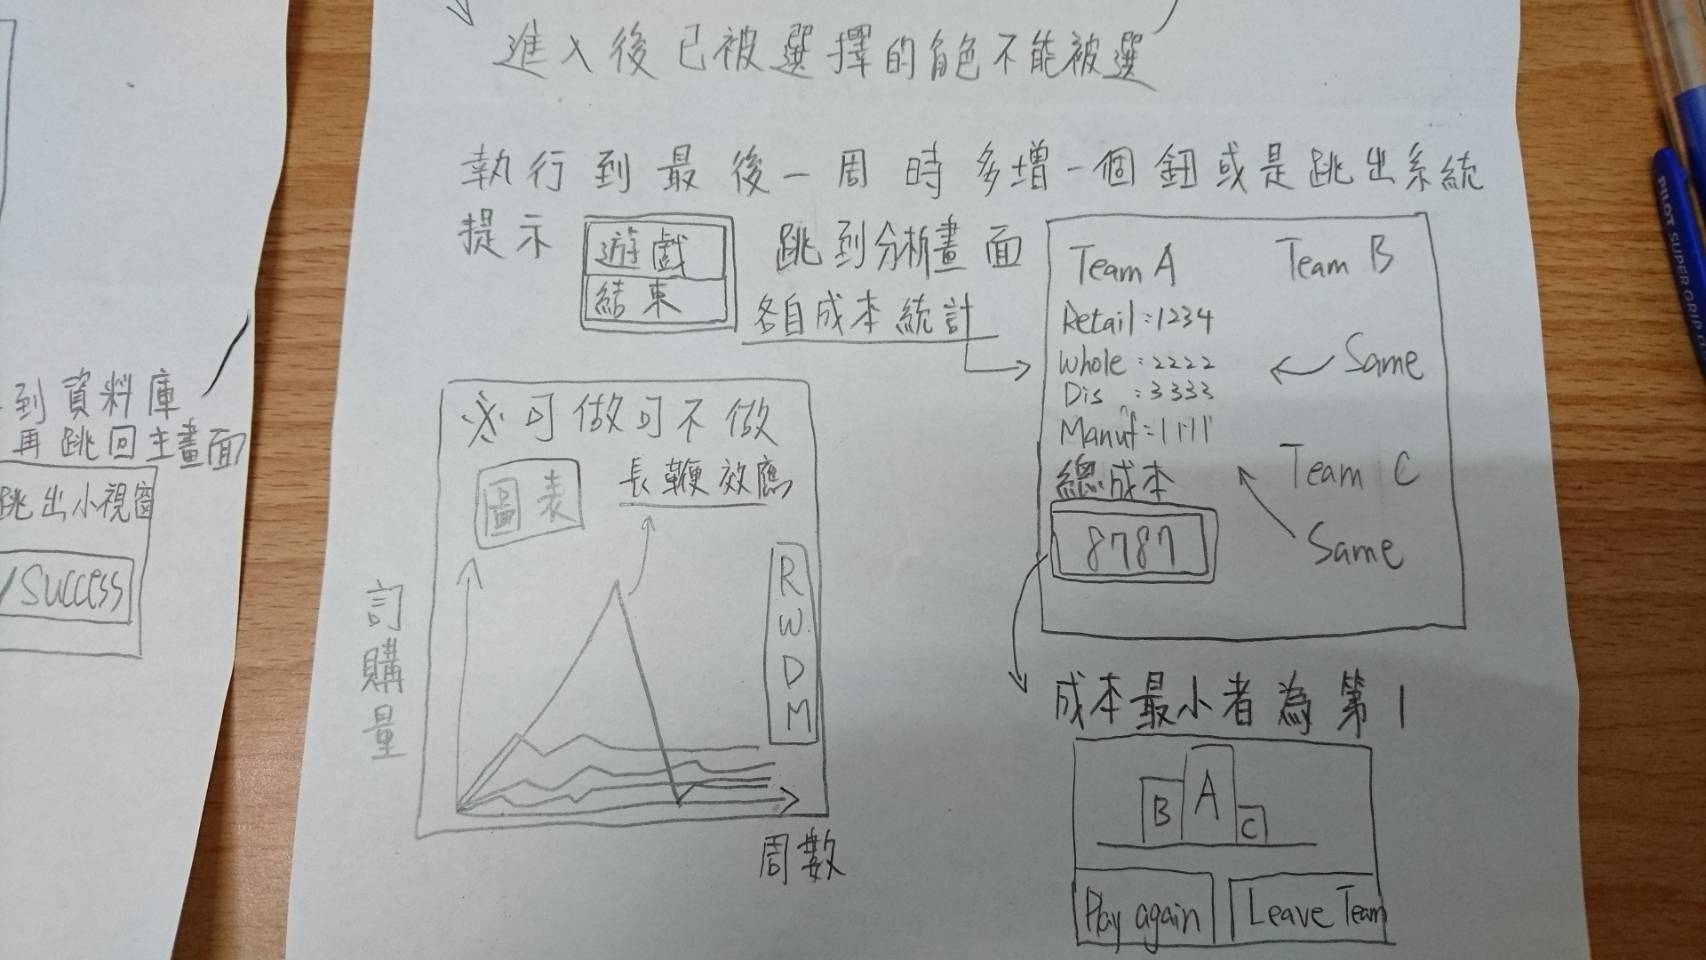 進入後已被選擇的角色不能被選
執行到最後一周時多增一個鈕或是跳出系統
提示
遊戲
結束
跳到分析畫面
各自成本統計
Team A
Retail:1234
Whole:2222
Dis :3333
Manuf:1111
總成本
8787
Team B
Same
Team C
Same
成本最小者為第1
B
A
C
Play again
Leave Team
※可做可不做
圖表
長鞭效應
R
W
D
M
訂購量
周數
到資料庫
再跳回主畫面
跳出小視窗
/Success
PILOT SUPER GRIP